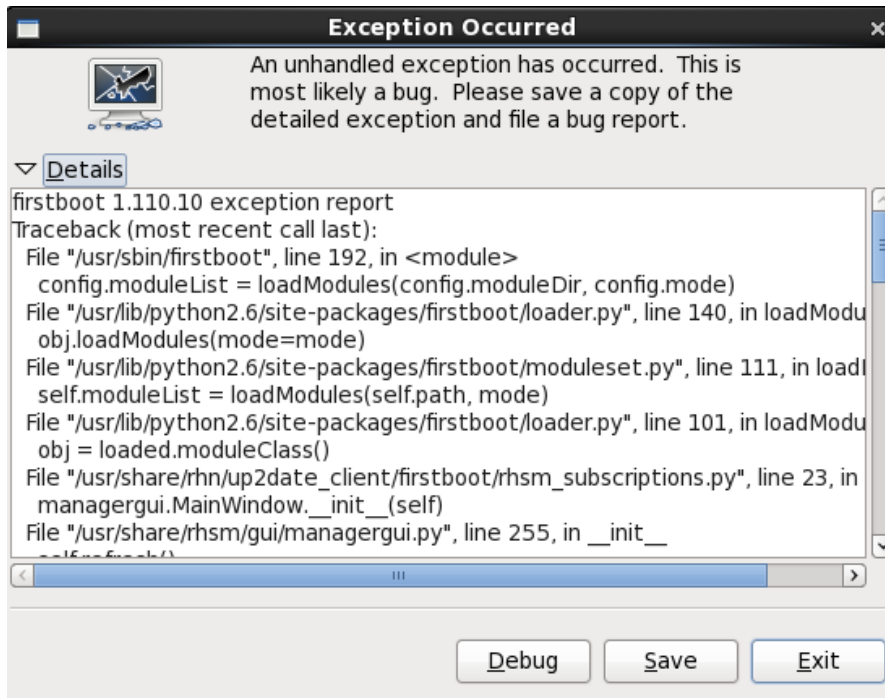 Exception Occurred
An unhandled exception has occurred. This is
most likely a bug. Please save a copy of the
detailed exception and file a bug report.
Details
firstboot 1.110.10 exception report
Traceback (most recent call last):
File "/usr/sbin/firstboot", line 192, in <module>
config.moduleList = loadModules(config.moduleDir, config.mode)
File "/usr/lib/python2.6/site-packages/firstboot/loader.py", line 140, in loadModu
obj.loadModules(mode=mode)
File "/usr/lib/python2.6/site-packages/firstboot/moduleset.py", line 111, in load
self.moduleList = loadModules(self.path, mode)
File "/usr/lib/python2.6/site-packages/firstboot/loader.py", line 101, in loadModu
obj = loaded.moduleClass()
File "/usr/share/rhn/up2date_client/firstboot/rhsm_subscriptions.py", line 23, in
managergui.MainWindow.__init__(self)
File "/usr/share/rhsm/gui/managergui.py", line 255, in __init__
Debug Save Exit